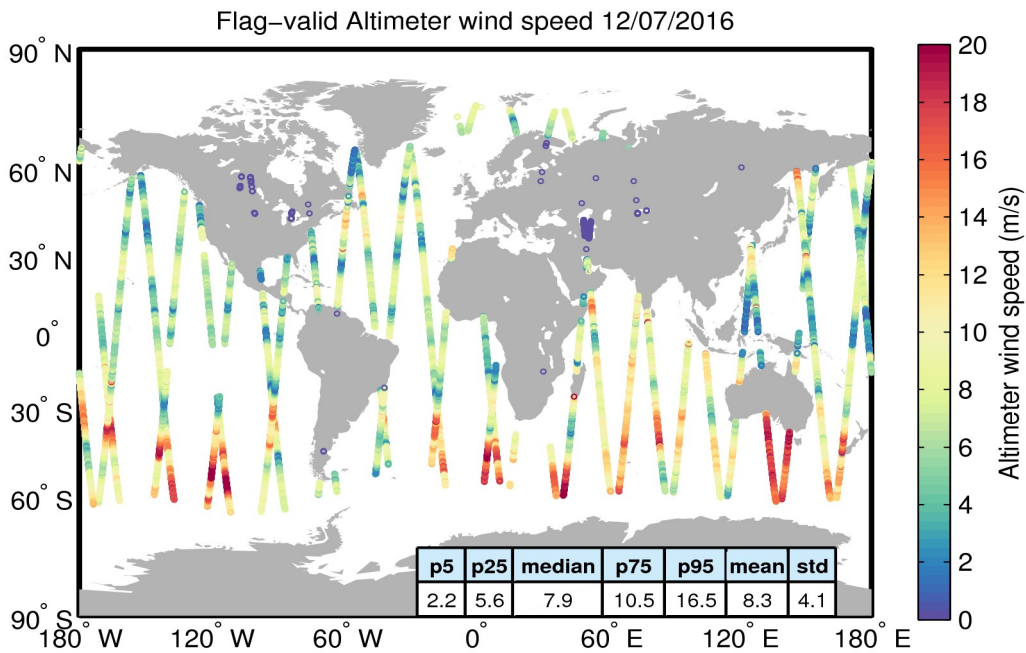 Flag−valid Altimeter wind speed 12/07/2016
90° N
60° N
30° N
0°
30° S
60° S
90° S
180° W
120° W
60° W
0°
60° E
120° E
180° E
p5 p25 median p75 p95 mean std
2.2 5.6 7.9 10.5 16.5 8.3 4.1
20
18
16
14
12
10
8
6
4
2
0
Altimeter wind speed (m/s)